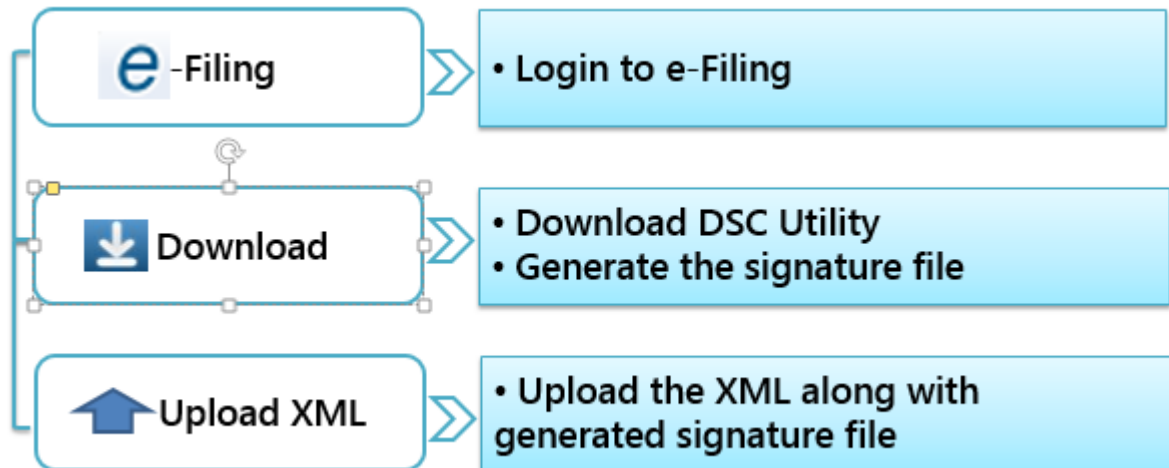 e-Filing
• Login to e-Filing
Download
• Download DSC Utility
• Generate the signature file
Upload XML
• Upload the XML along with
generated signature file